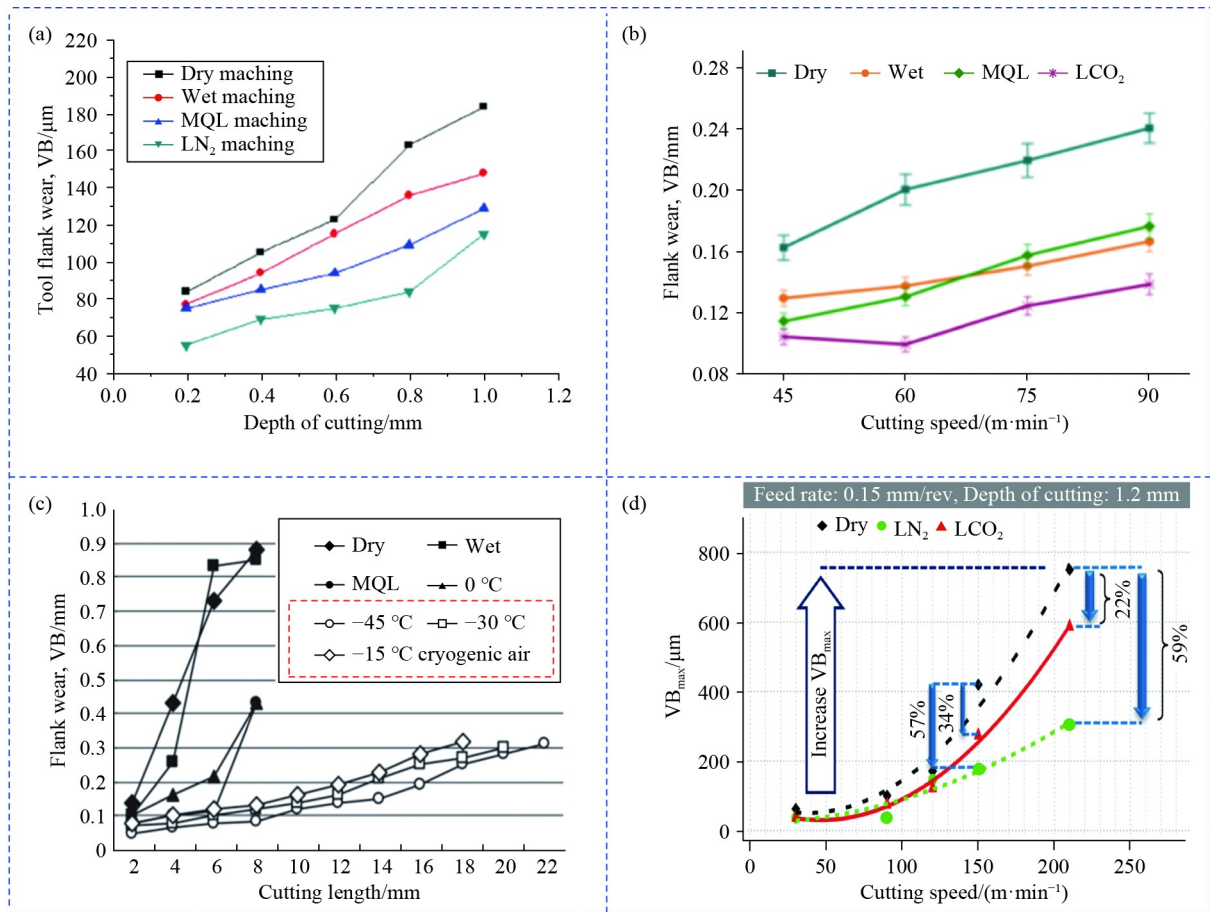 (a)
220
200
180
160
140
120
100
80
60
40
Tool flank wear, VB/μm
Dry maching
Wet maching
MQL maching
LN₂ maching
0.0 0.2 0.4 0.6 0.8 1.0 1.2
Depth of cutting/mm
(b)
0.28
0.24
0.20
0.16
0.12
0.08
Flank wear, VB/mm
Dry Wet MQL LCO₂
45 60 75 90
Cutting speed/(m·min⁻¹)
(c)
1.0
0.9
0.8
0.7
0.6
0.5
0.4
0.3
0.2
0.1
0
Flank wear, VB/mm
Dry Wet
MQL 0 °C
−45 °C −30 °C
−15 °C cryogenic air
2 4 6 8 10 12 14 16 18 20 22
Cutting length/mm
Feed rate: 0.15 mm/rev, Depth of cutting: 1.2 mm
(d)
Dry LN₂ LCO₂
800
600
400
200
0
VBmax/μm
Increase VBmax
57%
34%
22%
59%
0 50 100 150 200 250
Cutting speed/(m·min⁻¹)